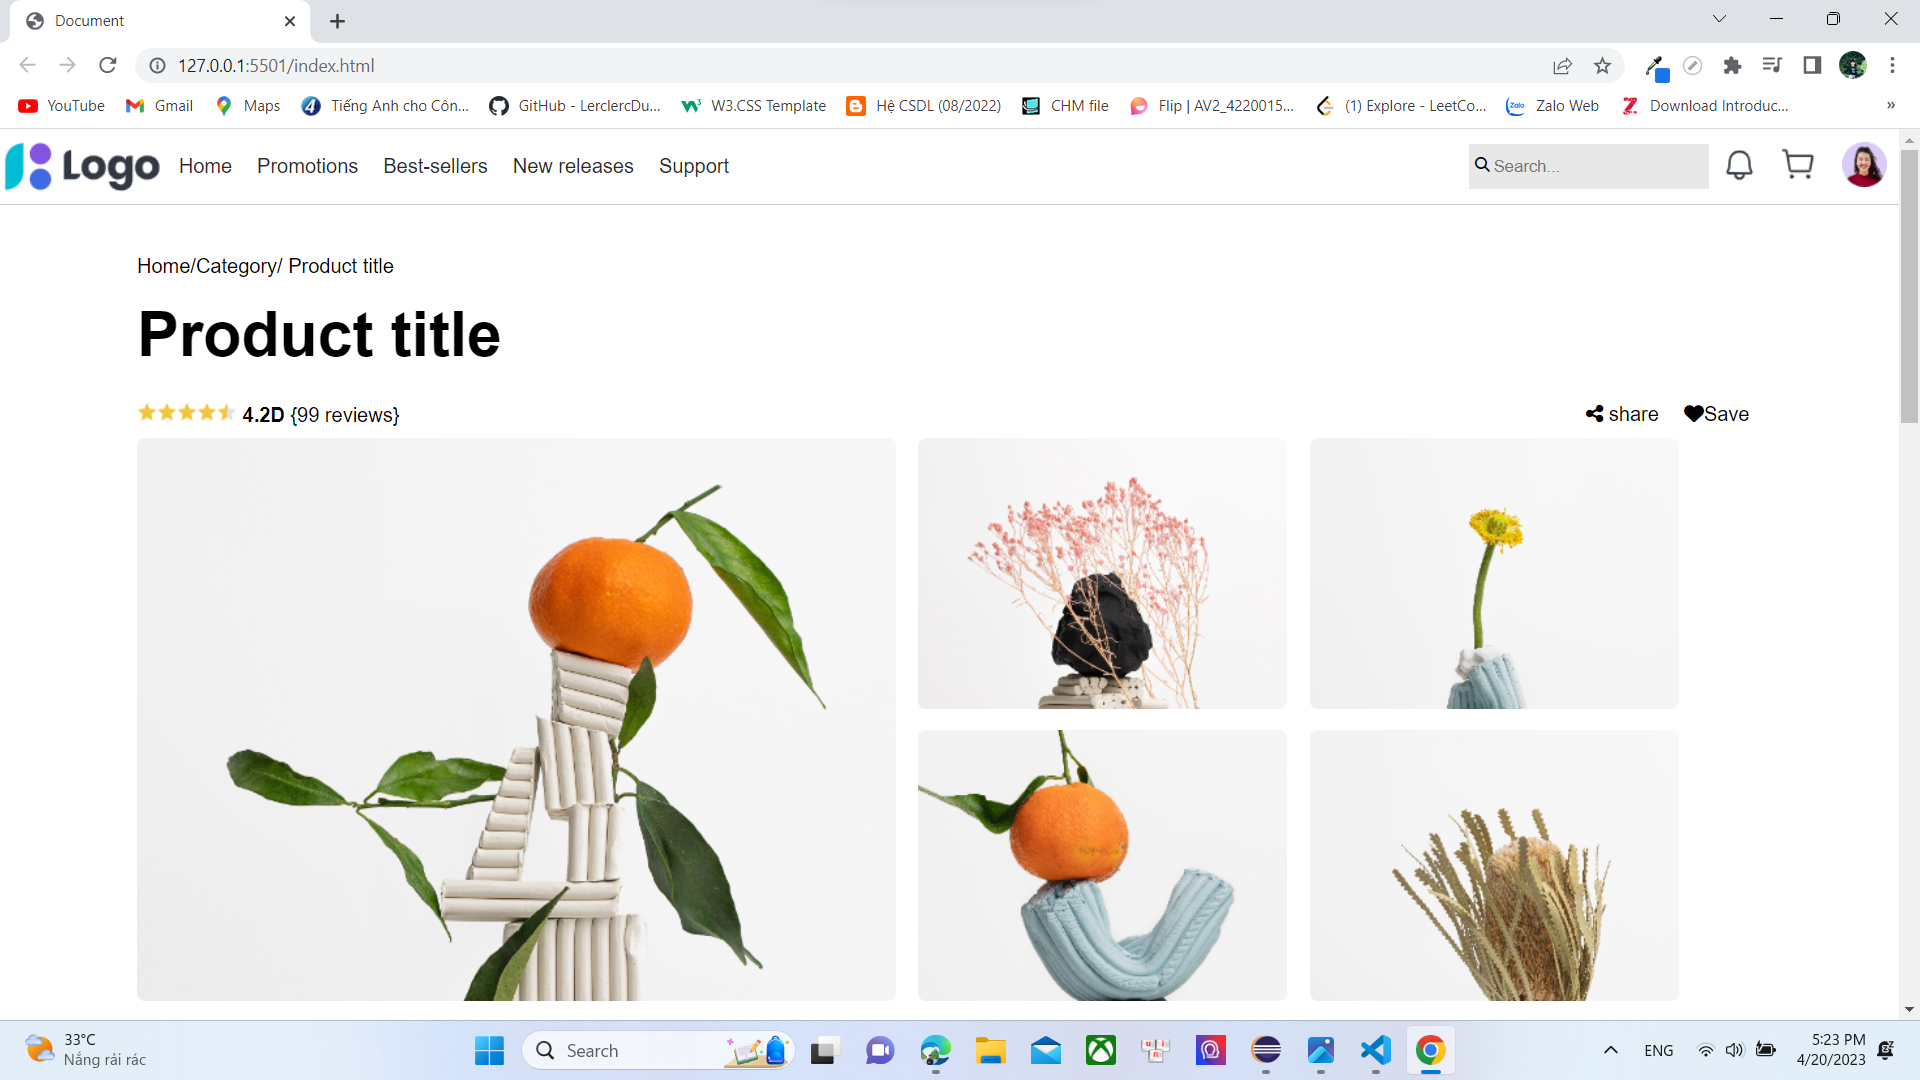 Document
127.0.0.1:5501/index.html
YouTube Gmail Maps Tiếng Anh cho Côn... GitHub - LerclercDu... W3.CSS Template Hệ CSDL (08/2022) CHM file Flip | AV2_4220015... (1) Explore - LeetCo... Zalo Web Download Introduc... »
Logo Home Promotions Best-sellers New releases Support Search...
Home/Category/ Product title
Product title
4.2D {99 reviews} share Save
33°C
Nắng rải rác
Search
ENG
5:23 PM
4/20/2023